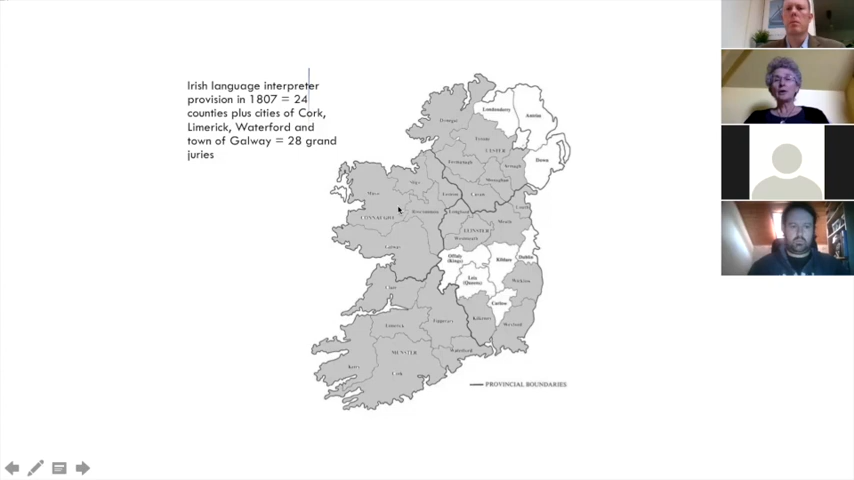 Irish language interpreter
provision in 1807 = 24
counties plus cities of Cork,
Limerick, Waterford and
town of Galway = 28 grand
juries
Londonderry
Antrim
Donegal
Tyrone
ULSTER
Fermanagh
Armagh
Down
Monaghan
Sligo
Cavan
Mayo
Leitrim
Louth
CONNAUGHT
Roscommon
Longford
Meath
LEINSTER
Westmeath
Galway
Offaly
(King's)
Kildare
Dublin
Laix
(Queens)
Wicklow
Clare
Carlow
Limerick
Tipperary
Kilkenny
Wexford
MUNSTER
Waterford
Kerry
Cork
PROVINCIAL BOUNDARIES